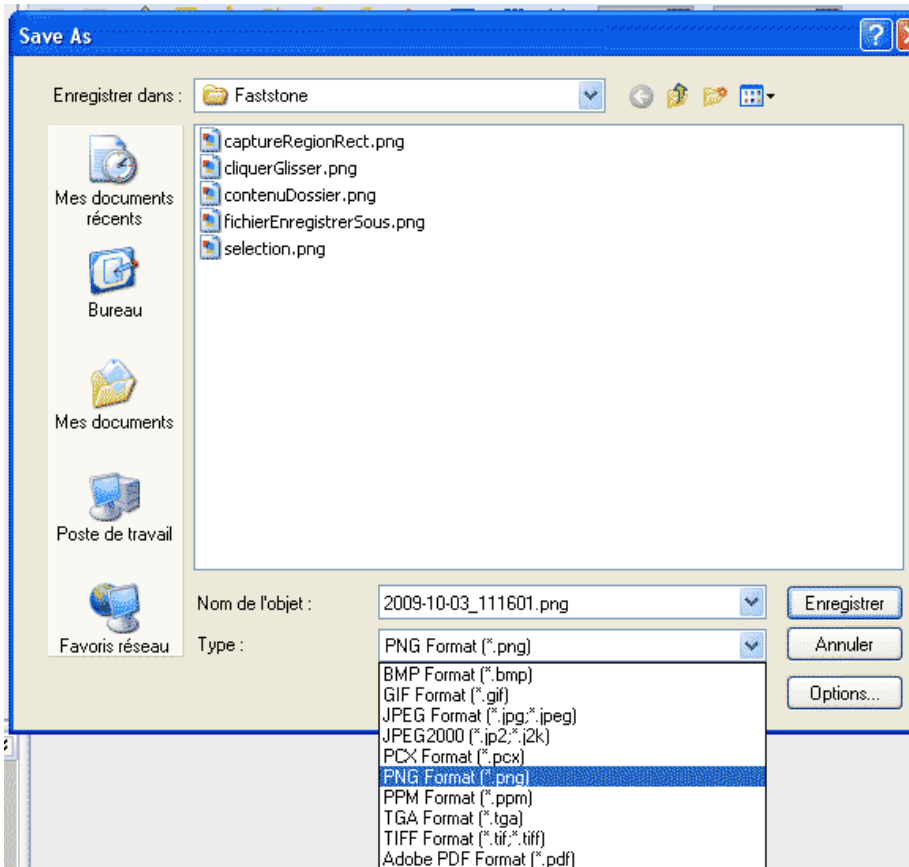 Save As
Enregistrer dans :
Faststone
captureRegionRect.png
cliquerGlisser.png
contenuDossier.png
fichierEnregistrerSous.png
selection.png
Mes documents
récents
Bureau
Mes documents
Poste de travail
Favoris réseau
Nom de l'objet :
2009-10-03_111601.png
Enregistrer
Type :
PNG Format (*.png)
Annuler
Options...
BMP Format (*.bmp)
GIF Format (*.gif)
JPEG Format (*.jpg;*.jpeg)
JPEG2000 (*.jp2;*.j2k)
PCX Format (*.pcx)
PNG Format (*.png)
PPM Format (*.ppm)
TGA Format (*.tga)
TIFF Format (*.tif;*.tiff)
Adobe PDF Format (*.pdf)